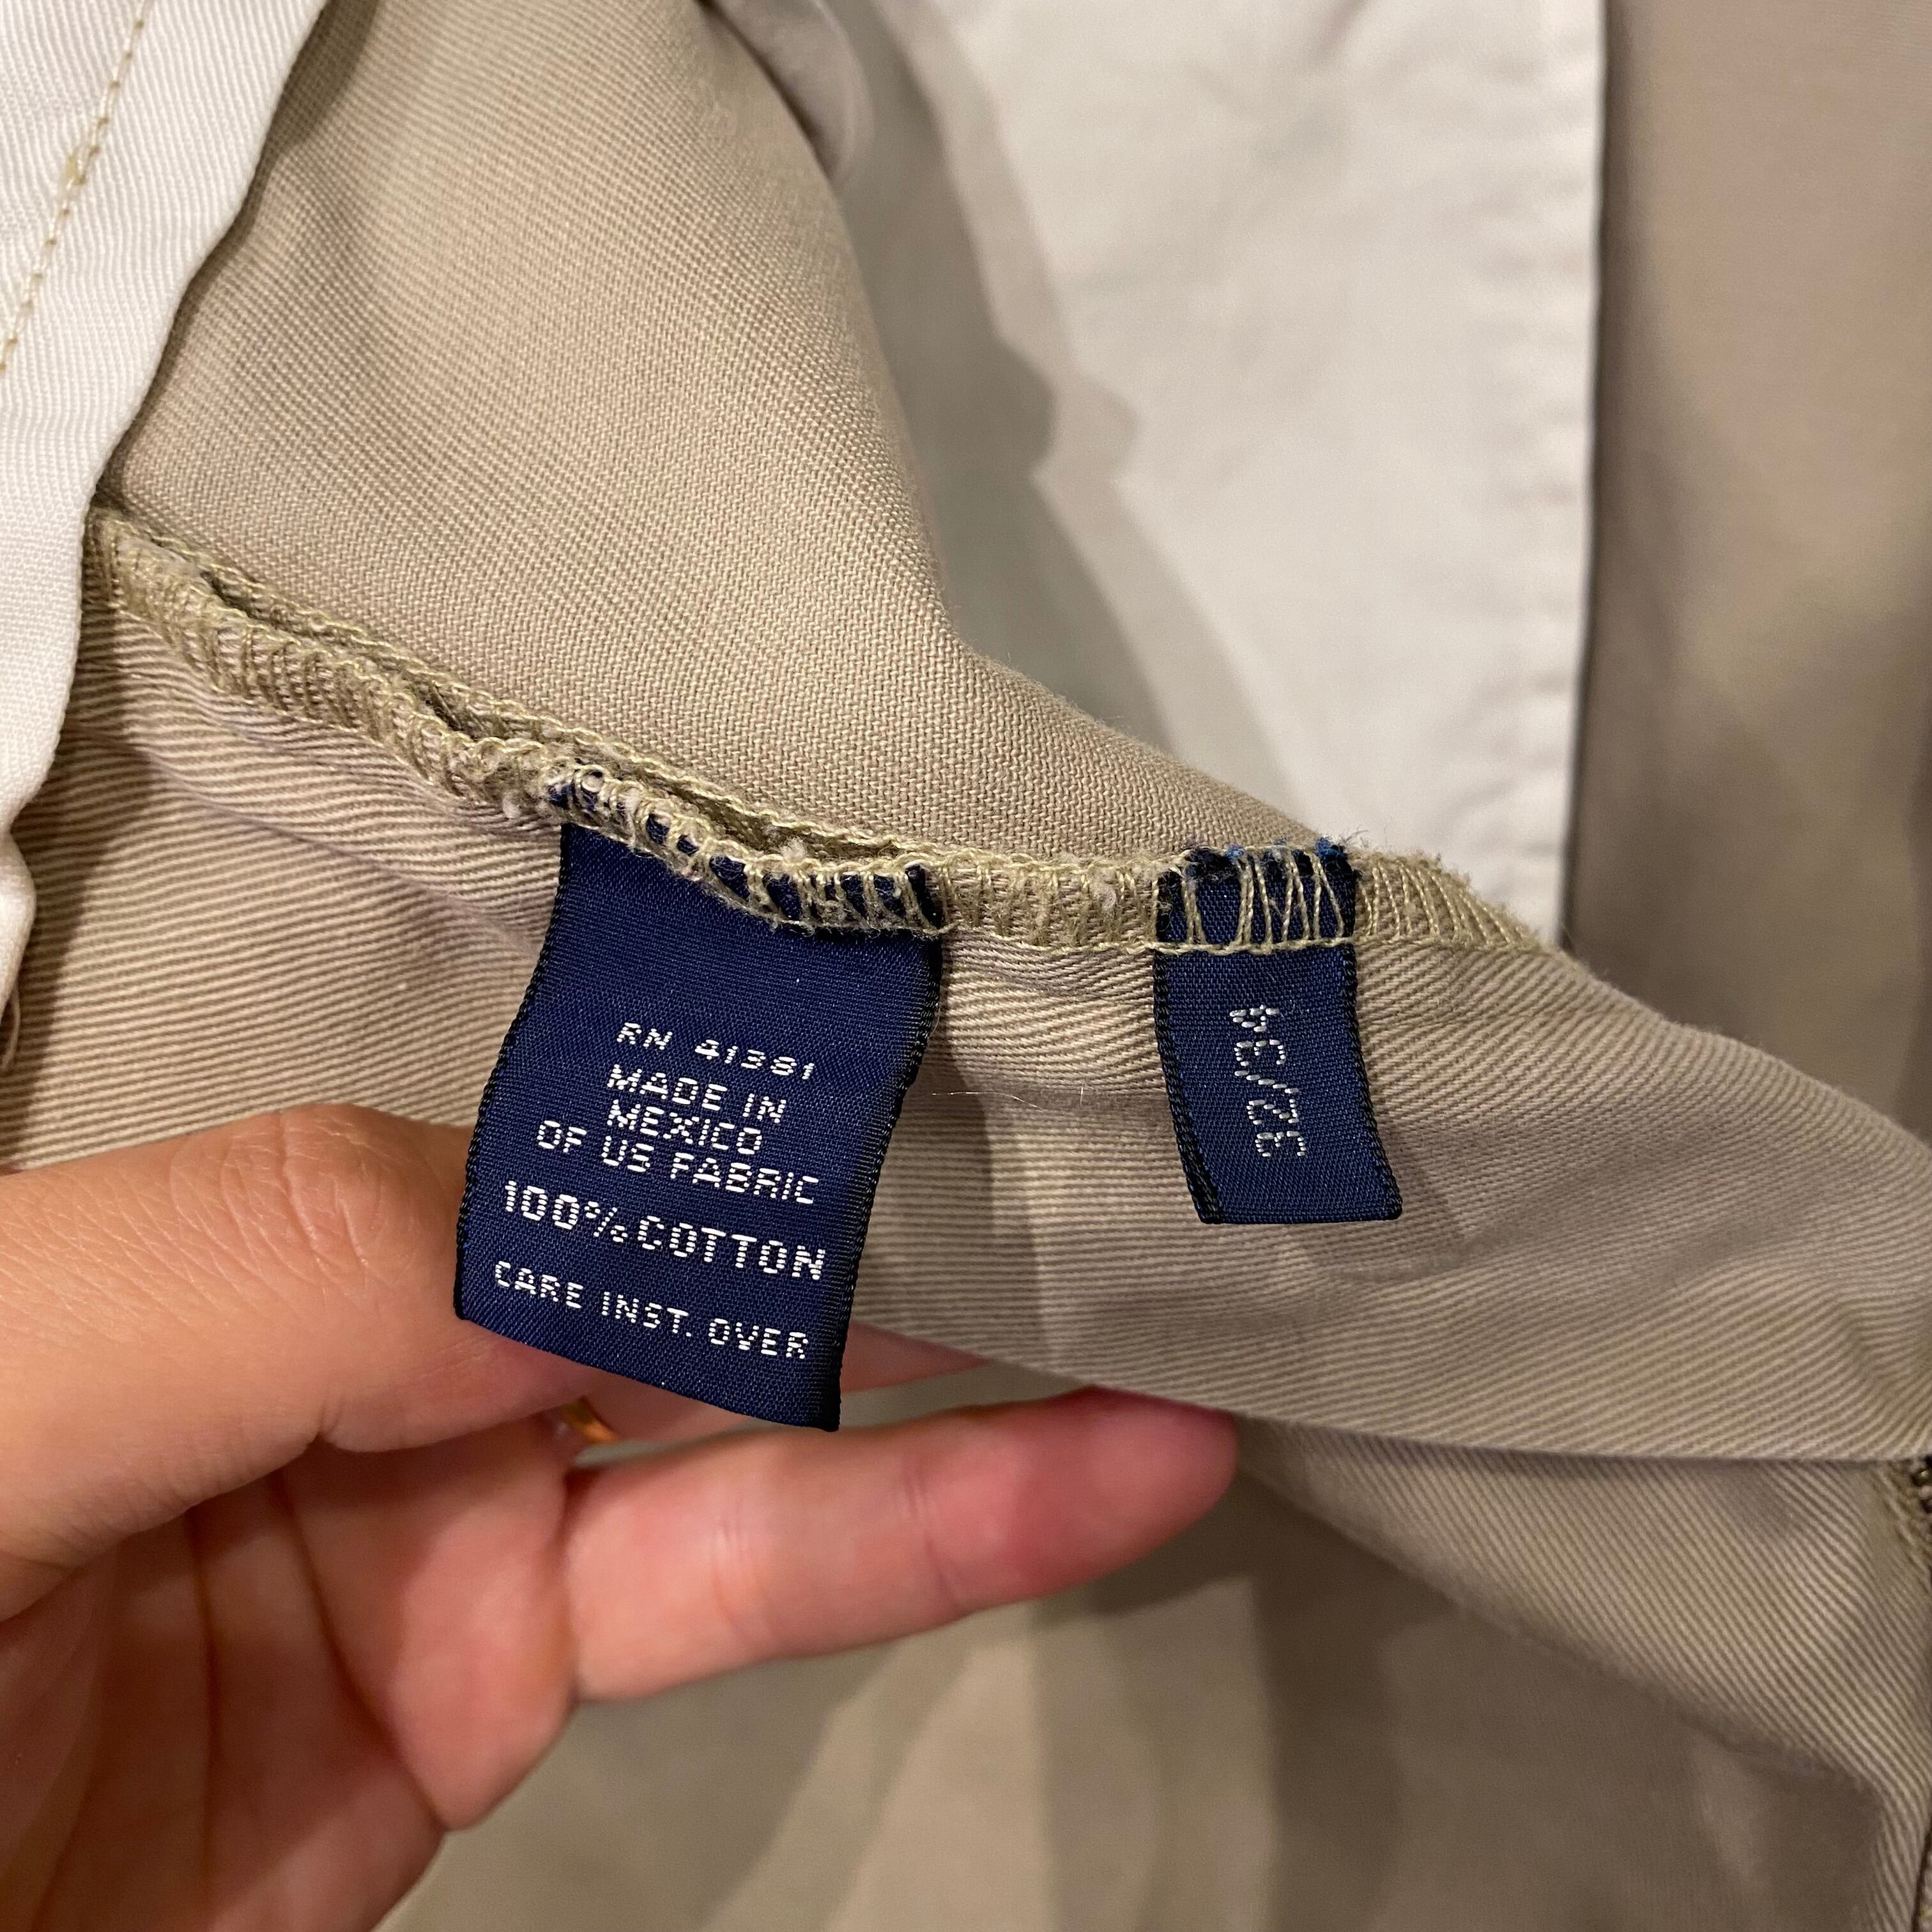 RN 41381
MADE IN
MEXICO
OF US FABRIC
100% COTTON
CARE INST. OVER
32/34